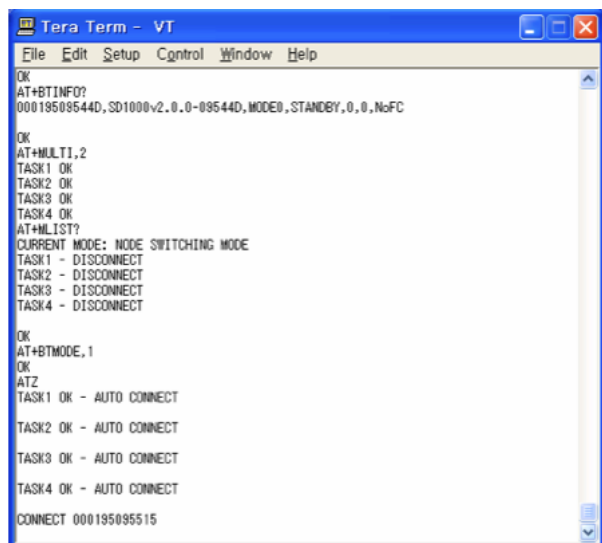 Tera Term - VT
File Edit Setup Control Window Help
OK
AT+BTINFO?
00019509544D,SD1000v2.0.0-09544D,MODE0,STANDBY,0,0,NoFC
OK
AT+MULTI,2
TASK1 OK
TASK2 OK
TASK3 OK
TASK4 OK
AT+MLIST?
CURRENT MODE: NODE SWITCHING MODE
TASK1 - DISCONNECT
TASK2 - DISCONNECT
TASK3 - DISCONNECT
TASK4 - DISCONNECT
OK
AT+BTMODE,1
OK
ATZ
TASK1 OK - AUTO CONNECT
TASK2 OK - AUTO CONNECT
TASK3 OK - AUTO CONNECT
TASK4 OK - AUTO CONNECT
CONNECT 000195095515